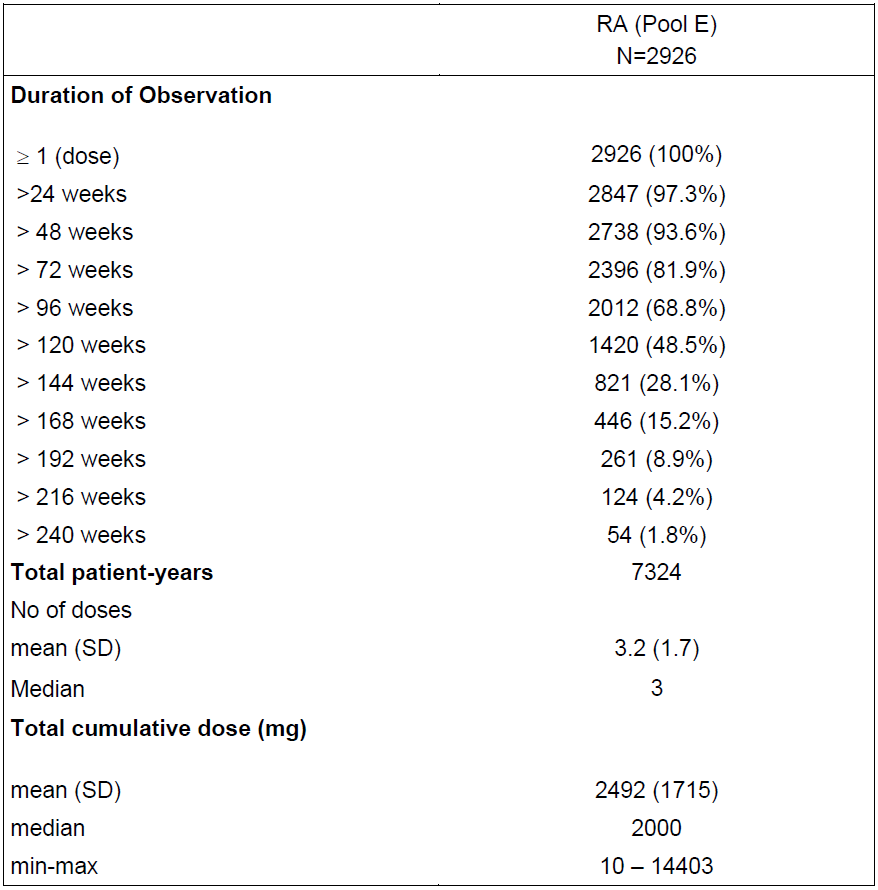 RA (Pool E)
N=2926
Duration of Observation
≥ 1 (dose) 2926 (100%)
>24 weeks 2847 (97.3%)
> 48 weeks 2738 (93.6%)
> 72 weeks 2396 (81.9%)
> 96 weeks 2012 (68.8%)
> 120 weeks 1420 (48.5%)
> 144 weeks 821 (28.1%)
> 168 weeks 446 (15.2%)
> 192 weeks 261 (8.9%)
> 216 weeks 124 (4.2%)
> 240 weeks 54 (1.8%)
Total patient-years 7324
No of doses
mean (SD) 3.2 (1.7)
Median 3
Total cumulative dose (mg)
mean (SD) 2492 (1715)
median 2000
min-max 10 – 14403